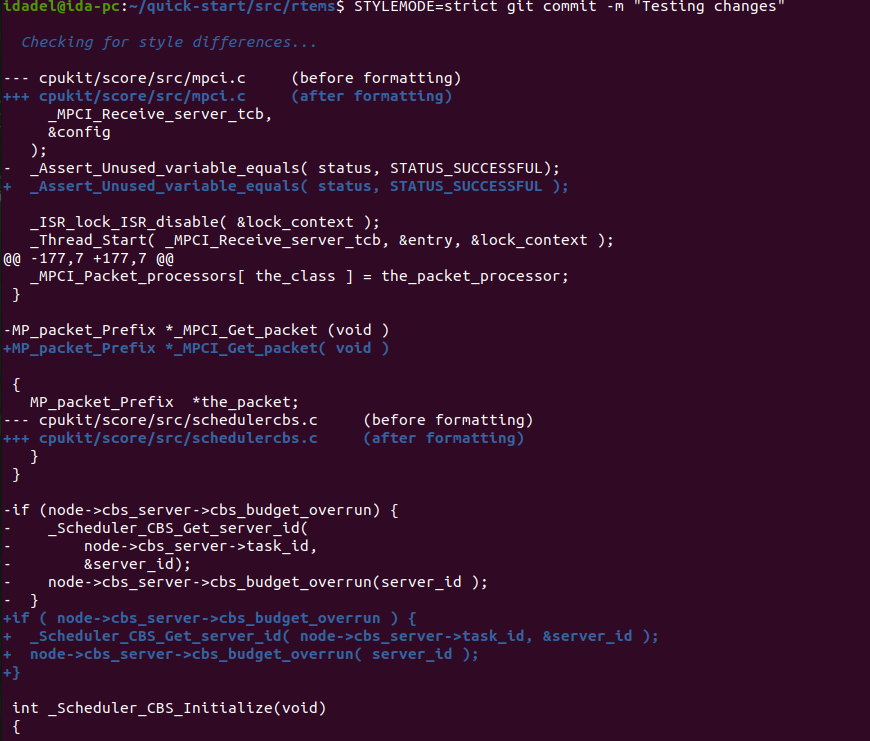 idadel@ida-pc:~/quick-start/src/rtems$ STYLEMODE=strict git commit -m "Testing changes"
  Checking for style differences...
--- cpukit/score/src/mpci.c     (before formatting)
+++ cpukit/score/src/mpci.c     (after formatting)
     _MPCI_Receive_server_tcb,
     &config
   );
-  _Assert_Unused_variable_equals( status, STATUS_SUCCESSFUL);
+  _Assert_Unused_variable_equals( status, STATUS_SUCCESSFUL );
   _ISR_lock_ISR_disable( &lock_context );
   _Thread_Start( _MPCI_Receive_server_tcb, &entry, &lock_context );
@@ -177,7 +177,7 @@
   _MPCI_Packet_processors[ the_class ] = the_packet_processor;
 }
-MP_packet_Prefix *_MPCI_Get_packet (void )
+MP_packet_Prefix *_MPCI_Get_packet( void )
 {
   MP_packet_Prefix  *the_packet;
--- cpukit/score/src/schedulercbs.c     (before formatting)
+++ cpukit/score/src/schedulercbs.c     (after formatting)
   }
 }
-if (node->cbs_server->cbs_budget_overrun) {
-    _Scheduler_CBS_Get_server_id(
-        node->cbs_server->task_id,
-        &server_id);
-    node->cbs_server->cbs_budget_overrun(server_id );
-  }
+if ( node->cbs_server->cbs_budget_overrun ) {
+  _Scheduler_CBS_Get_server_id( node->cbs_server->task_id, &server_id );
+  node->cbs_server->cbs_budget_overrun( server_id );
+}
 int _Scheduler_CBS_Initialize(void)
 {